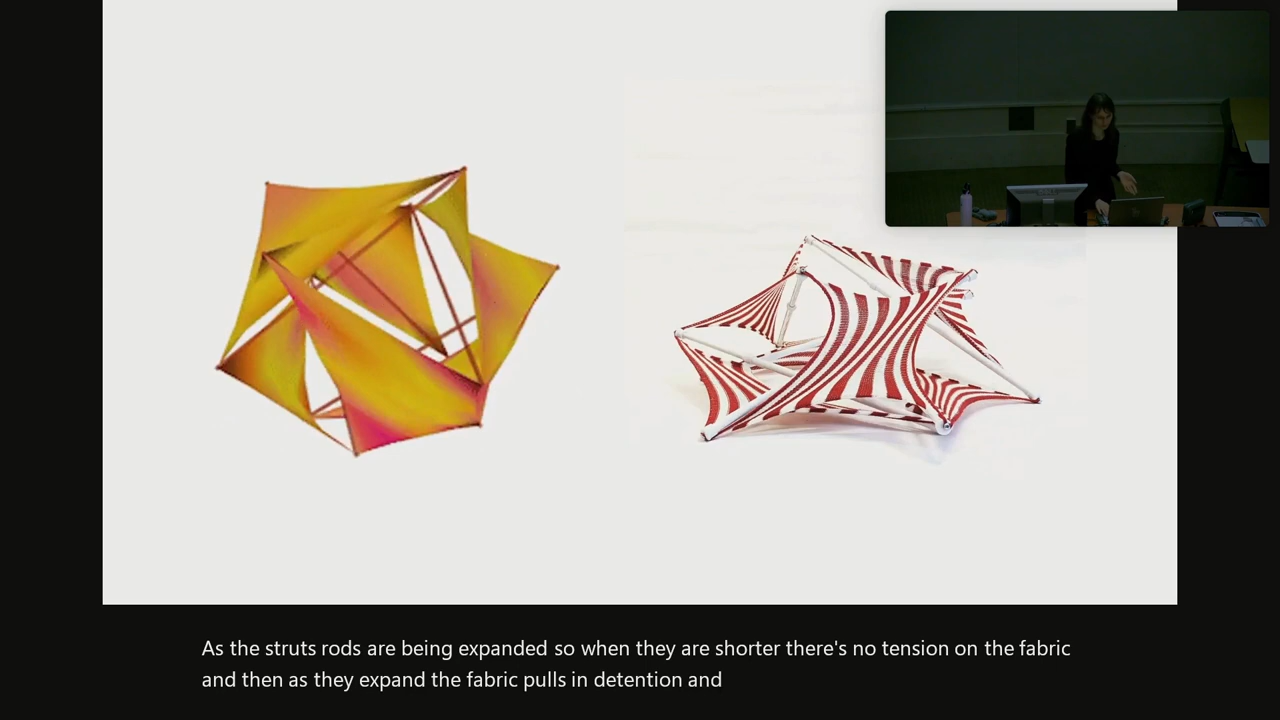 As the struts rods are being expanded so when they are shorter there's no tension on the fabric
and then as they expand the fabric pulls in detention and